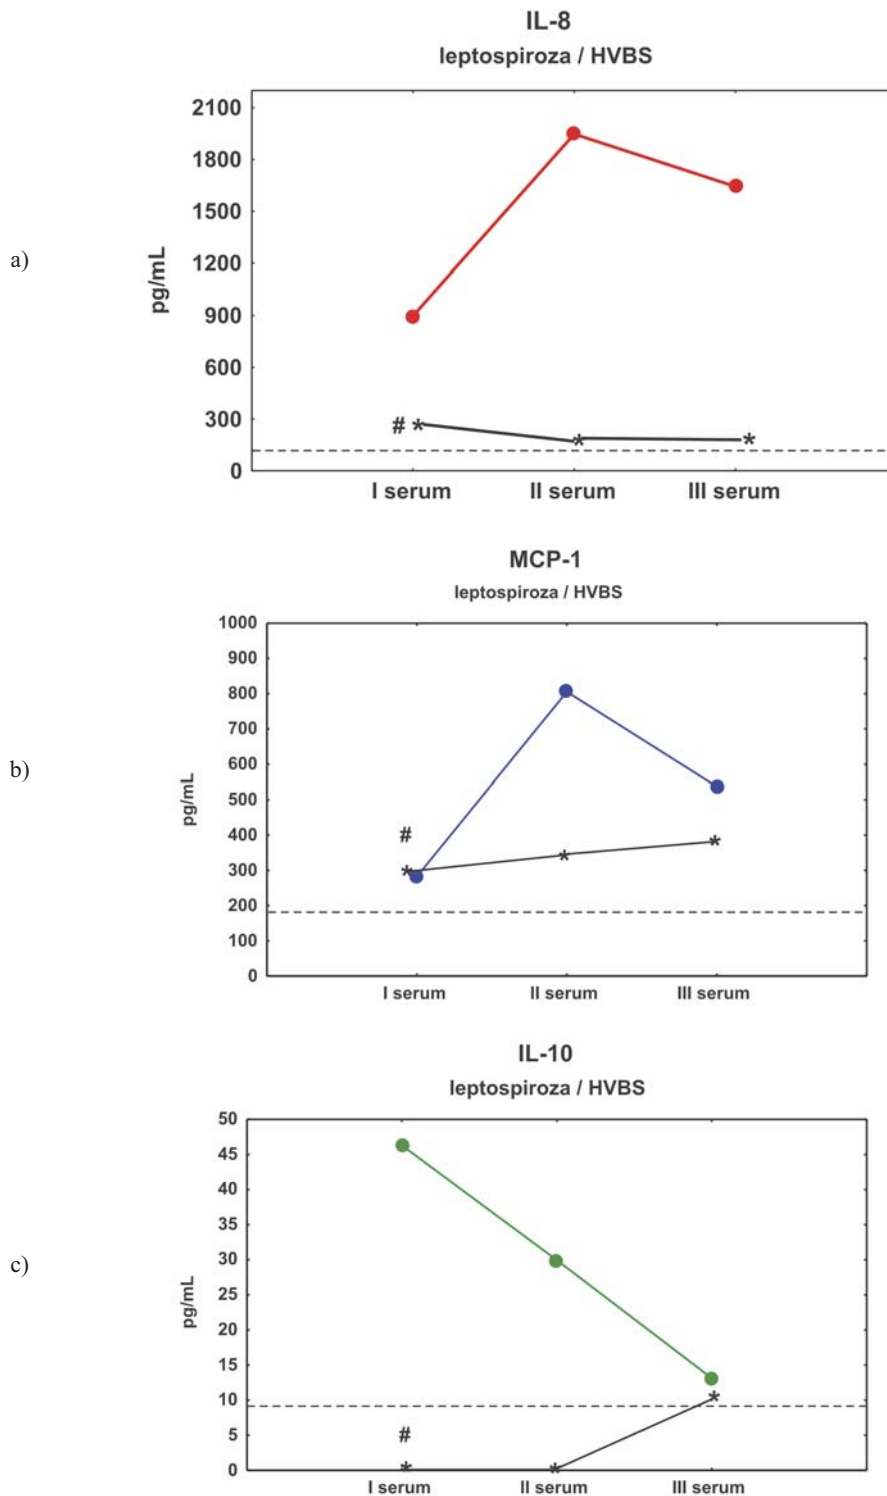 IL-8
leptospiroza / HVBS
a)
pg/mL
2100
1800
1500
1200
900
600
300
0
# *
*
*
I serum II serum III serum
MCP-1
leptospiroza / HVBS
b)
pg/mL
1000
900
800
700
600
500
400
300
200
100
0
#
*
*
*
I serum II serum III serum
IL-10
leptospiroza / HVBS
c)
pg/mL
50
45
40
35
30
25
20
15
10
5
0
#
*
*
*
I serum II serum III serum